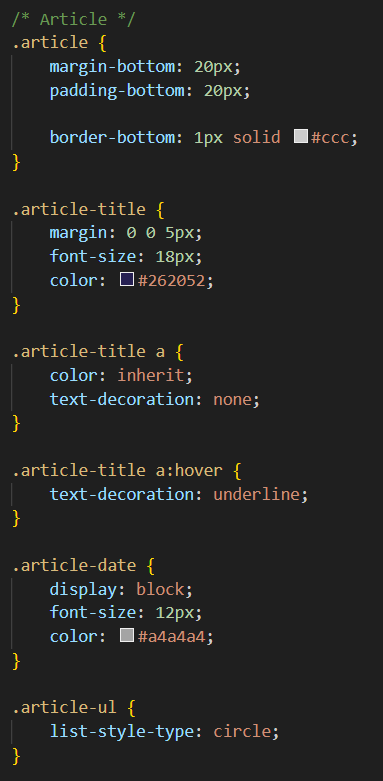 /* Article */
.article {
    margin-bottom: 20px;
    padding-bottom: 20px;

    border-bottom: 1px solid #ccc;
}

.article-title {
    margin: 0 0 5px;
    font-size: 18px;
    color: #262052;
}

.article-title a {
    color: inherit;
    text-decoration: none;
}

.article-title a:hover {
    text-decoration: underline;
}

.article-date {
    display: block;
    font-size: 12px;
    color: #a4a4a4;
}

.article-ul {
    list-style-type: circle;
}